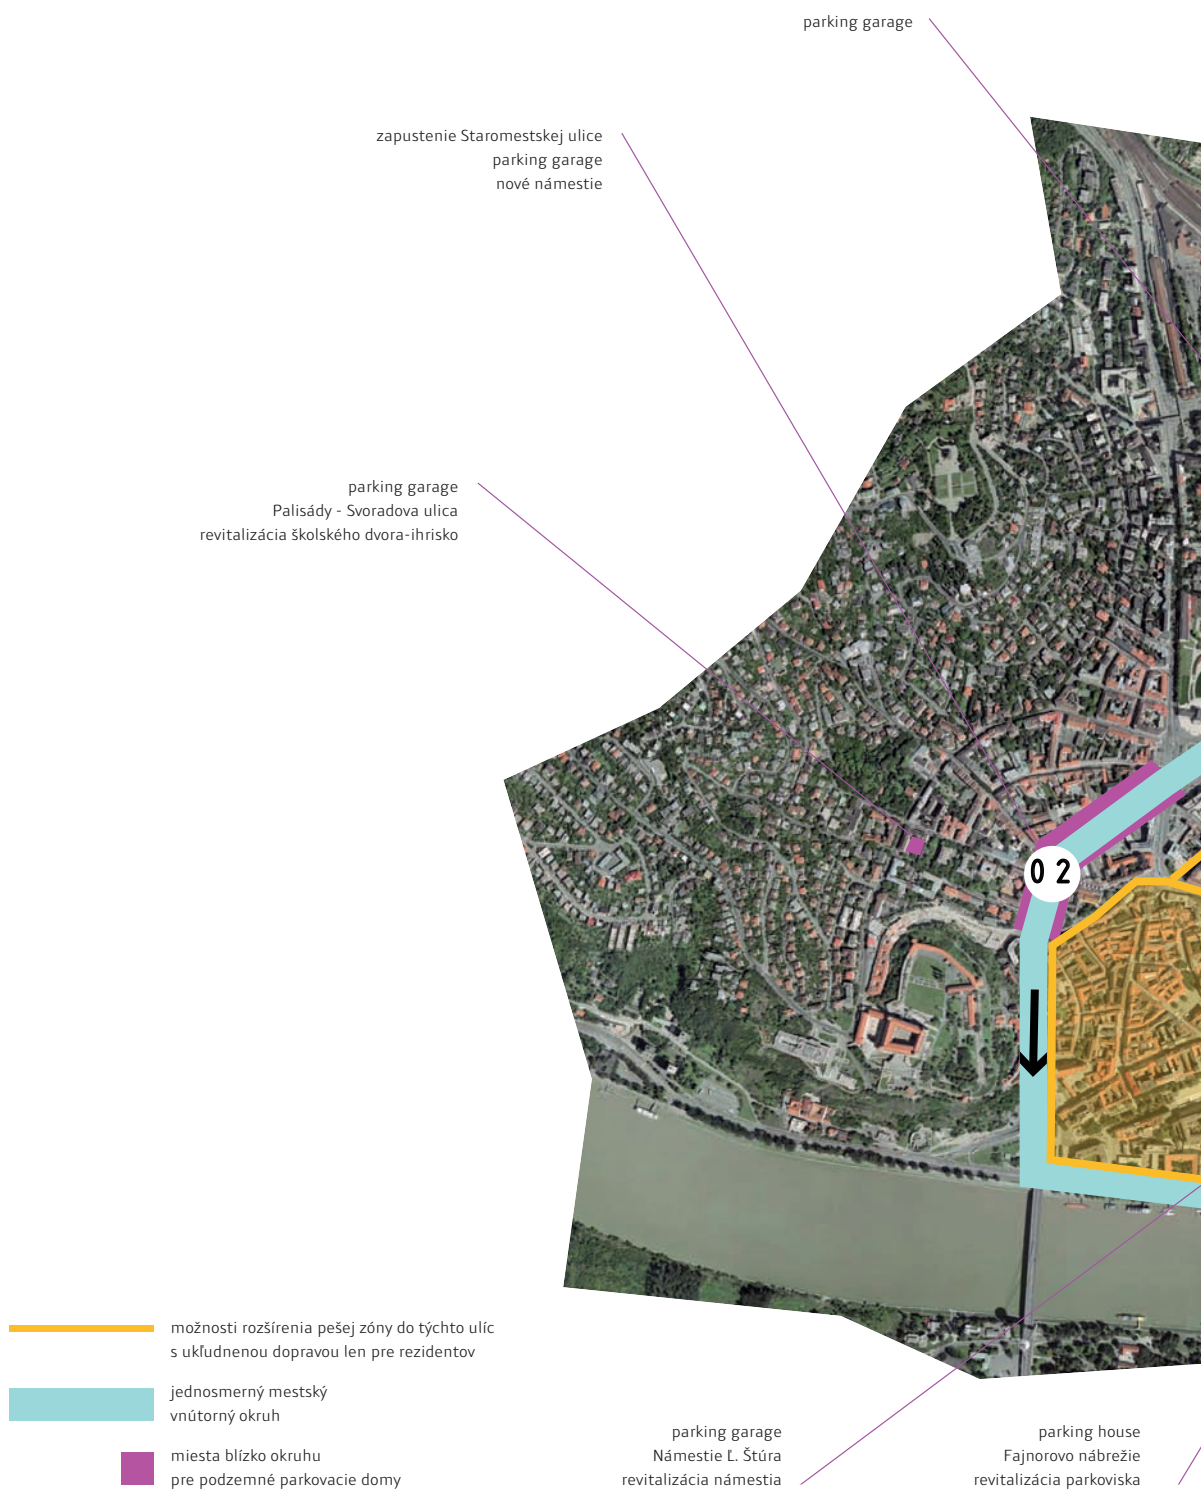 parking garage
zapustenie Staromestskej ulice
parking garage
nové námestie
parking garage
Palisády - Svoradova ulica
revitalizácia školského dvora-ihrisko
0 2
možnosti rozšírenia pešej zóny do týchto ulíc
s ukľudnenou dopravou len pre rezidentov
jednosmerný mestský
vnútorný okruh
miesta blízko okruhu
pre podzemné parkovacie domy
parking garage
Námestie Ľ. Štúra
revitalizácia námestia
parking house
Fajnorovo nábrežie
revitalizácia parkoviska